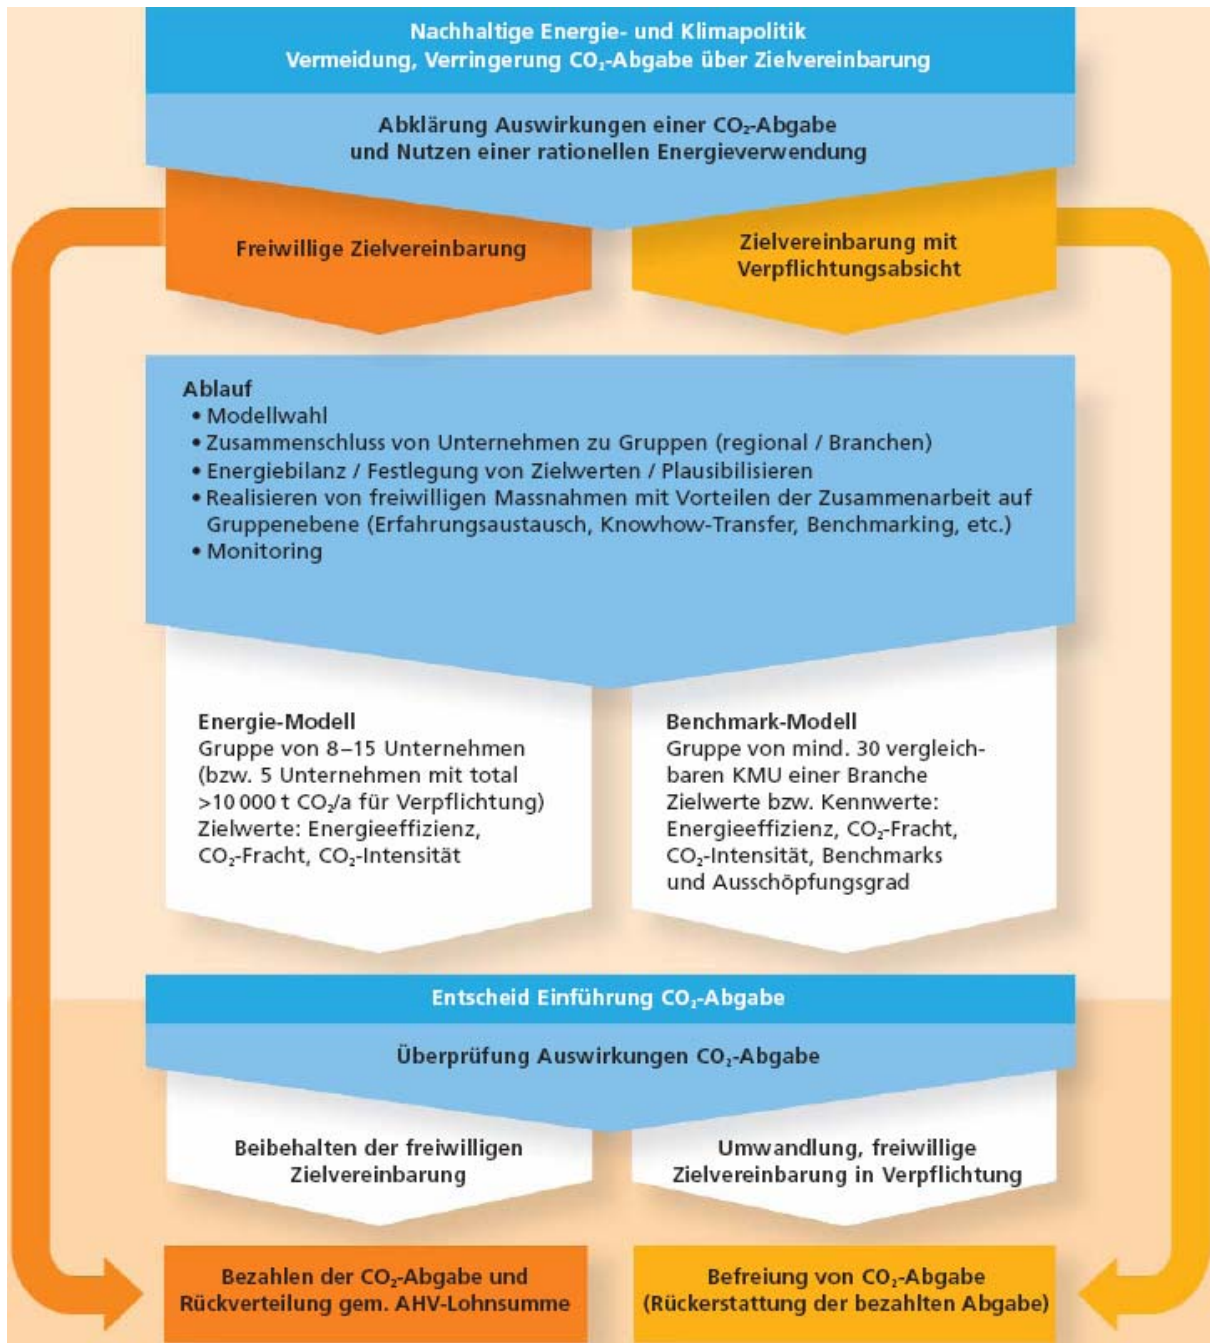 Nachhaltige Energie- und Klimapolitik
Vermeidung, Verringerung CO₂-Abgabe über Zielvereinbarung
Abklärung Auswirkungen einer CO₂-Abgabe
und Nutzen einer rationellen Energieverwendung
Freiwillige Zielvereinbarung
Zielvereinbarung mit
Verpflichtungsabsicht
Ablauf
• Modellwahl
• Zusammenschluss von Unternehmen zu Gruppen (regional / Branchen)
• Energiebilanz / Festlegung von Zielwerten / Plausibilisieren
• Realisieren von freiwilligen Massnahmen mit Vorteilen der Zusammenarbeit auf
Gruppenebene (Erfahrungsaustausch, Knowhow-Transfer, Benchmarking, etc.)
• Monitoring
Energie-Modell
Gruppe von 8–15 Unternehmen
(bzw. 5 Unternehmen mit total
>10 000 t CO₂/a für Verpflichtung)
Zielwerte: Energieeffizienz,
CO₂-Fracht, CO₂-Intensität
Benchmark-Modell
Gruppe von mind. 30 vergleich-
baren KMU einer Branche
Zielwerte bzw. Kennwerte:
Energieeffizienz, CO₂-Fracht,
CO₂-Intensität, Benchmarks
und Ausschöpfungsgrad
Entscheid Einführung CO₂-Abgabe
Überprüfung Auswirkungen CO₂-Abgabe
Beibehalten der freiwilligen
Zielvereinbarung
Umwandlung, freiwillige
Zielvereinbarung in Verpflichtung
Bezahlen der CO₂-Abgabe und
Rückverteilung gem. AHV-Lohnsumme
Befreiung von CO₂-Abgabe
(Rückerstattung der bezahlten Abgabe)